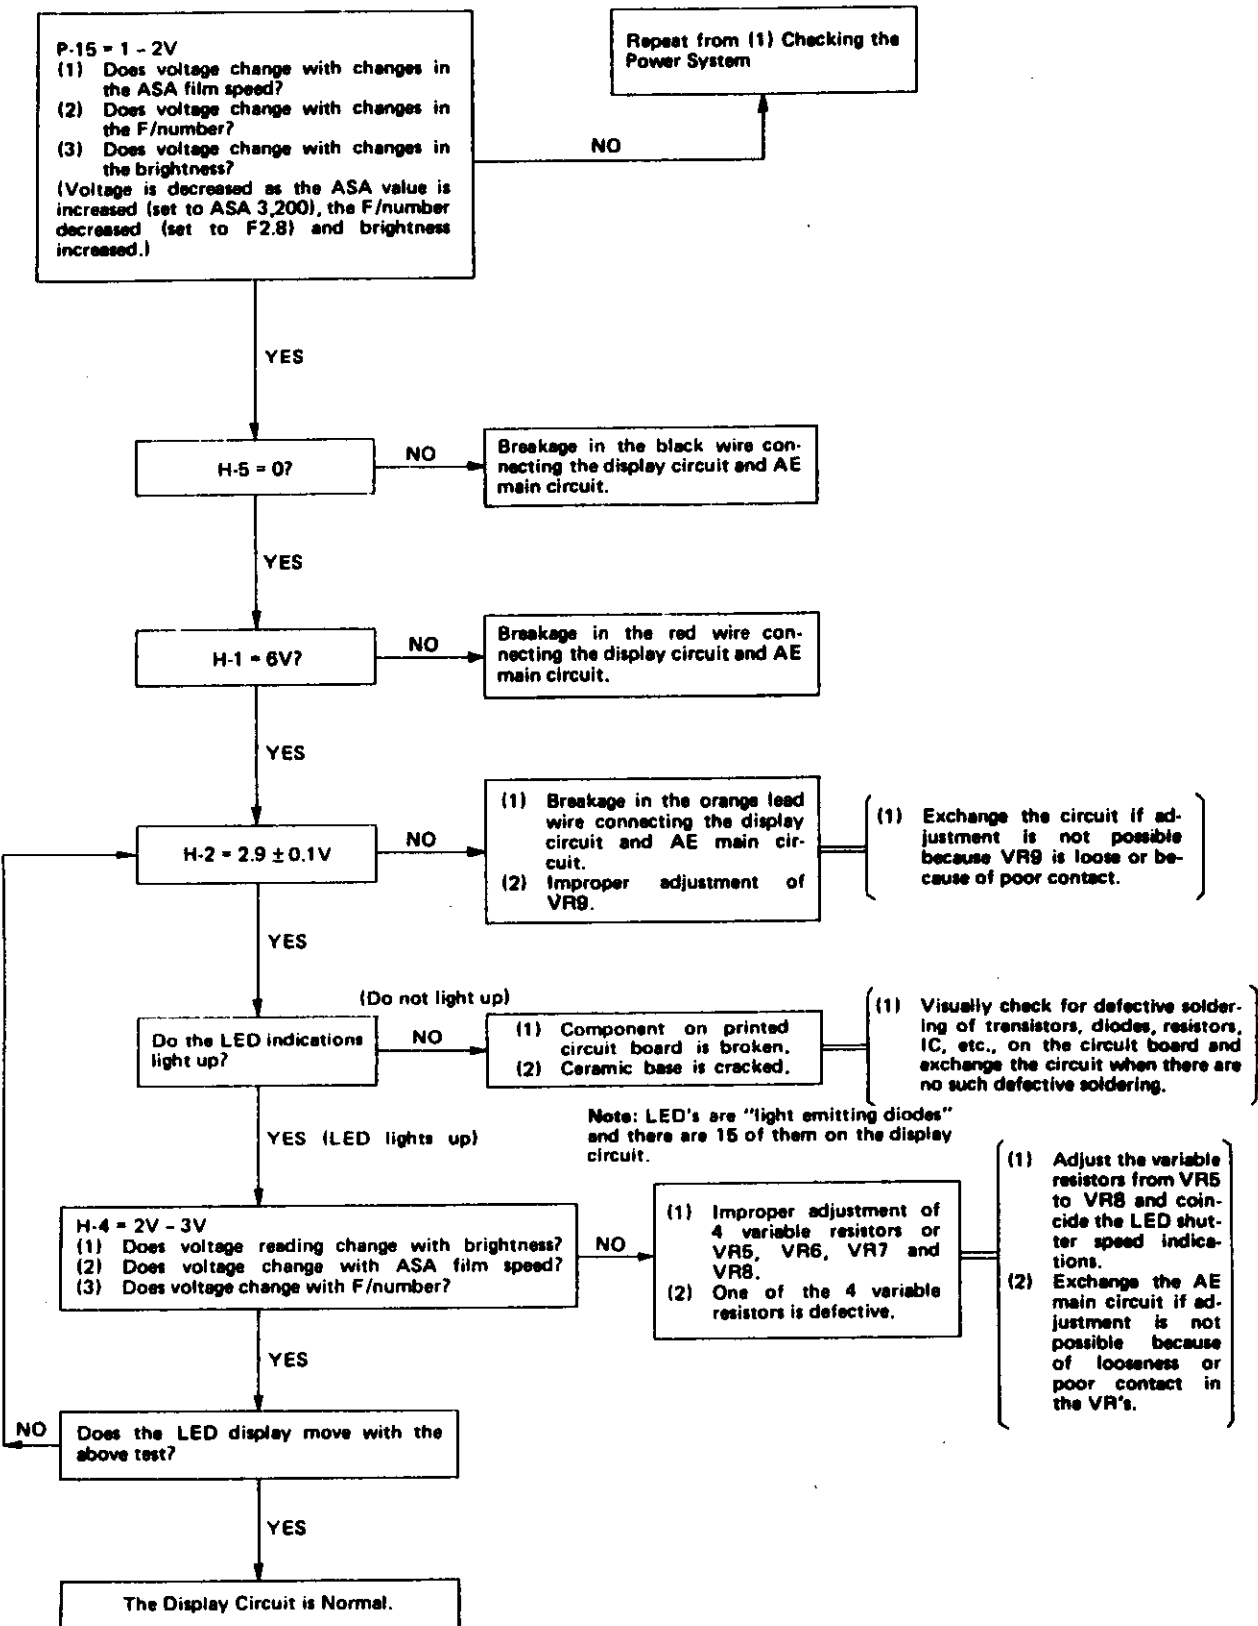 P-15 = 1 - 2V
(1) Does voltage change with changes in
the ASA film speed?
(2) Does voltage change with changes in
the F/number?
(3) Does voltage change with changes in
the brightness?
(Voltage is decreased as the ASA value is
increased (set to ASA 3,200), the F/number
decreased (set to F2.8) and brightness
increased.)
NO
Repeat from (1) Checking the
Power System
YES
H-5 = 0?
NO
Breakage in the black wire con-
necting the display circuit and AE
main circuit.
YES
H-1 = 6V?
NO
Breakage in the red wire con-
necting the display circuit and AE
main circuit.
YES
H-2 = 2.9 ± 0.1V
NO
(1) Breakage in the orange lead
wire connecting the display
circuit and AE main cir-
cuit.
(2) Improper adjustment of
VR9.
(1) Exchange the circuit if ad-
justment is not possible
because VR9 is loose or be-
cause of poor contact.
YES
Do the LED indications
light up?
(Do not light up)
NO
(1) Component on printed
circuit board is broken.
(2) Ceramic base is cracked.
(1) Visually check for defective solder-
ing of transistors, diodes, resistors,
IC, etc., on the circuit board and
exchange the circuit when there are
no such defective soldering.
Note: LED's are "light emitting diodes"
and there are 15 of them on the display
circuit.
YES (LED lights up)
H-4 = 2V - 3V
(1) Does voltage reading change with brightness?
(2) Does voltage change with ASA film speed?
(3) Does voltage change with F/number?
NO
(1) Improper adjustment of
4 variable resistors or
VR5, VR6, VR7 and
VR8.
(2) One of the 4 variable
resistors is defective.
(1) Adjust the variable
resistors from VR5
to VR8 and coin-
cide the LED shut-
ter speed indica-
tions.
(2) Exchange the AE
main circuit if ad-
justment is not
possible because
of looseness or
poor contact in
the VR's.
YES
Does the LED display move with the
above test?
NO
YES
The Display Circuit is Normal.